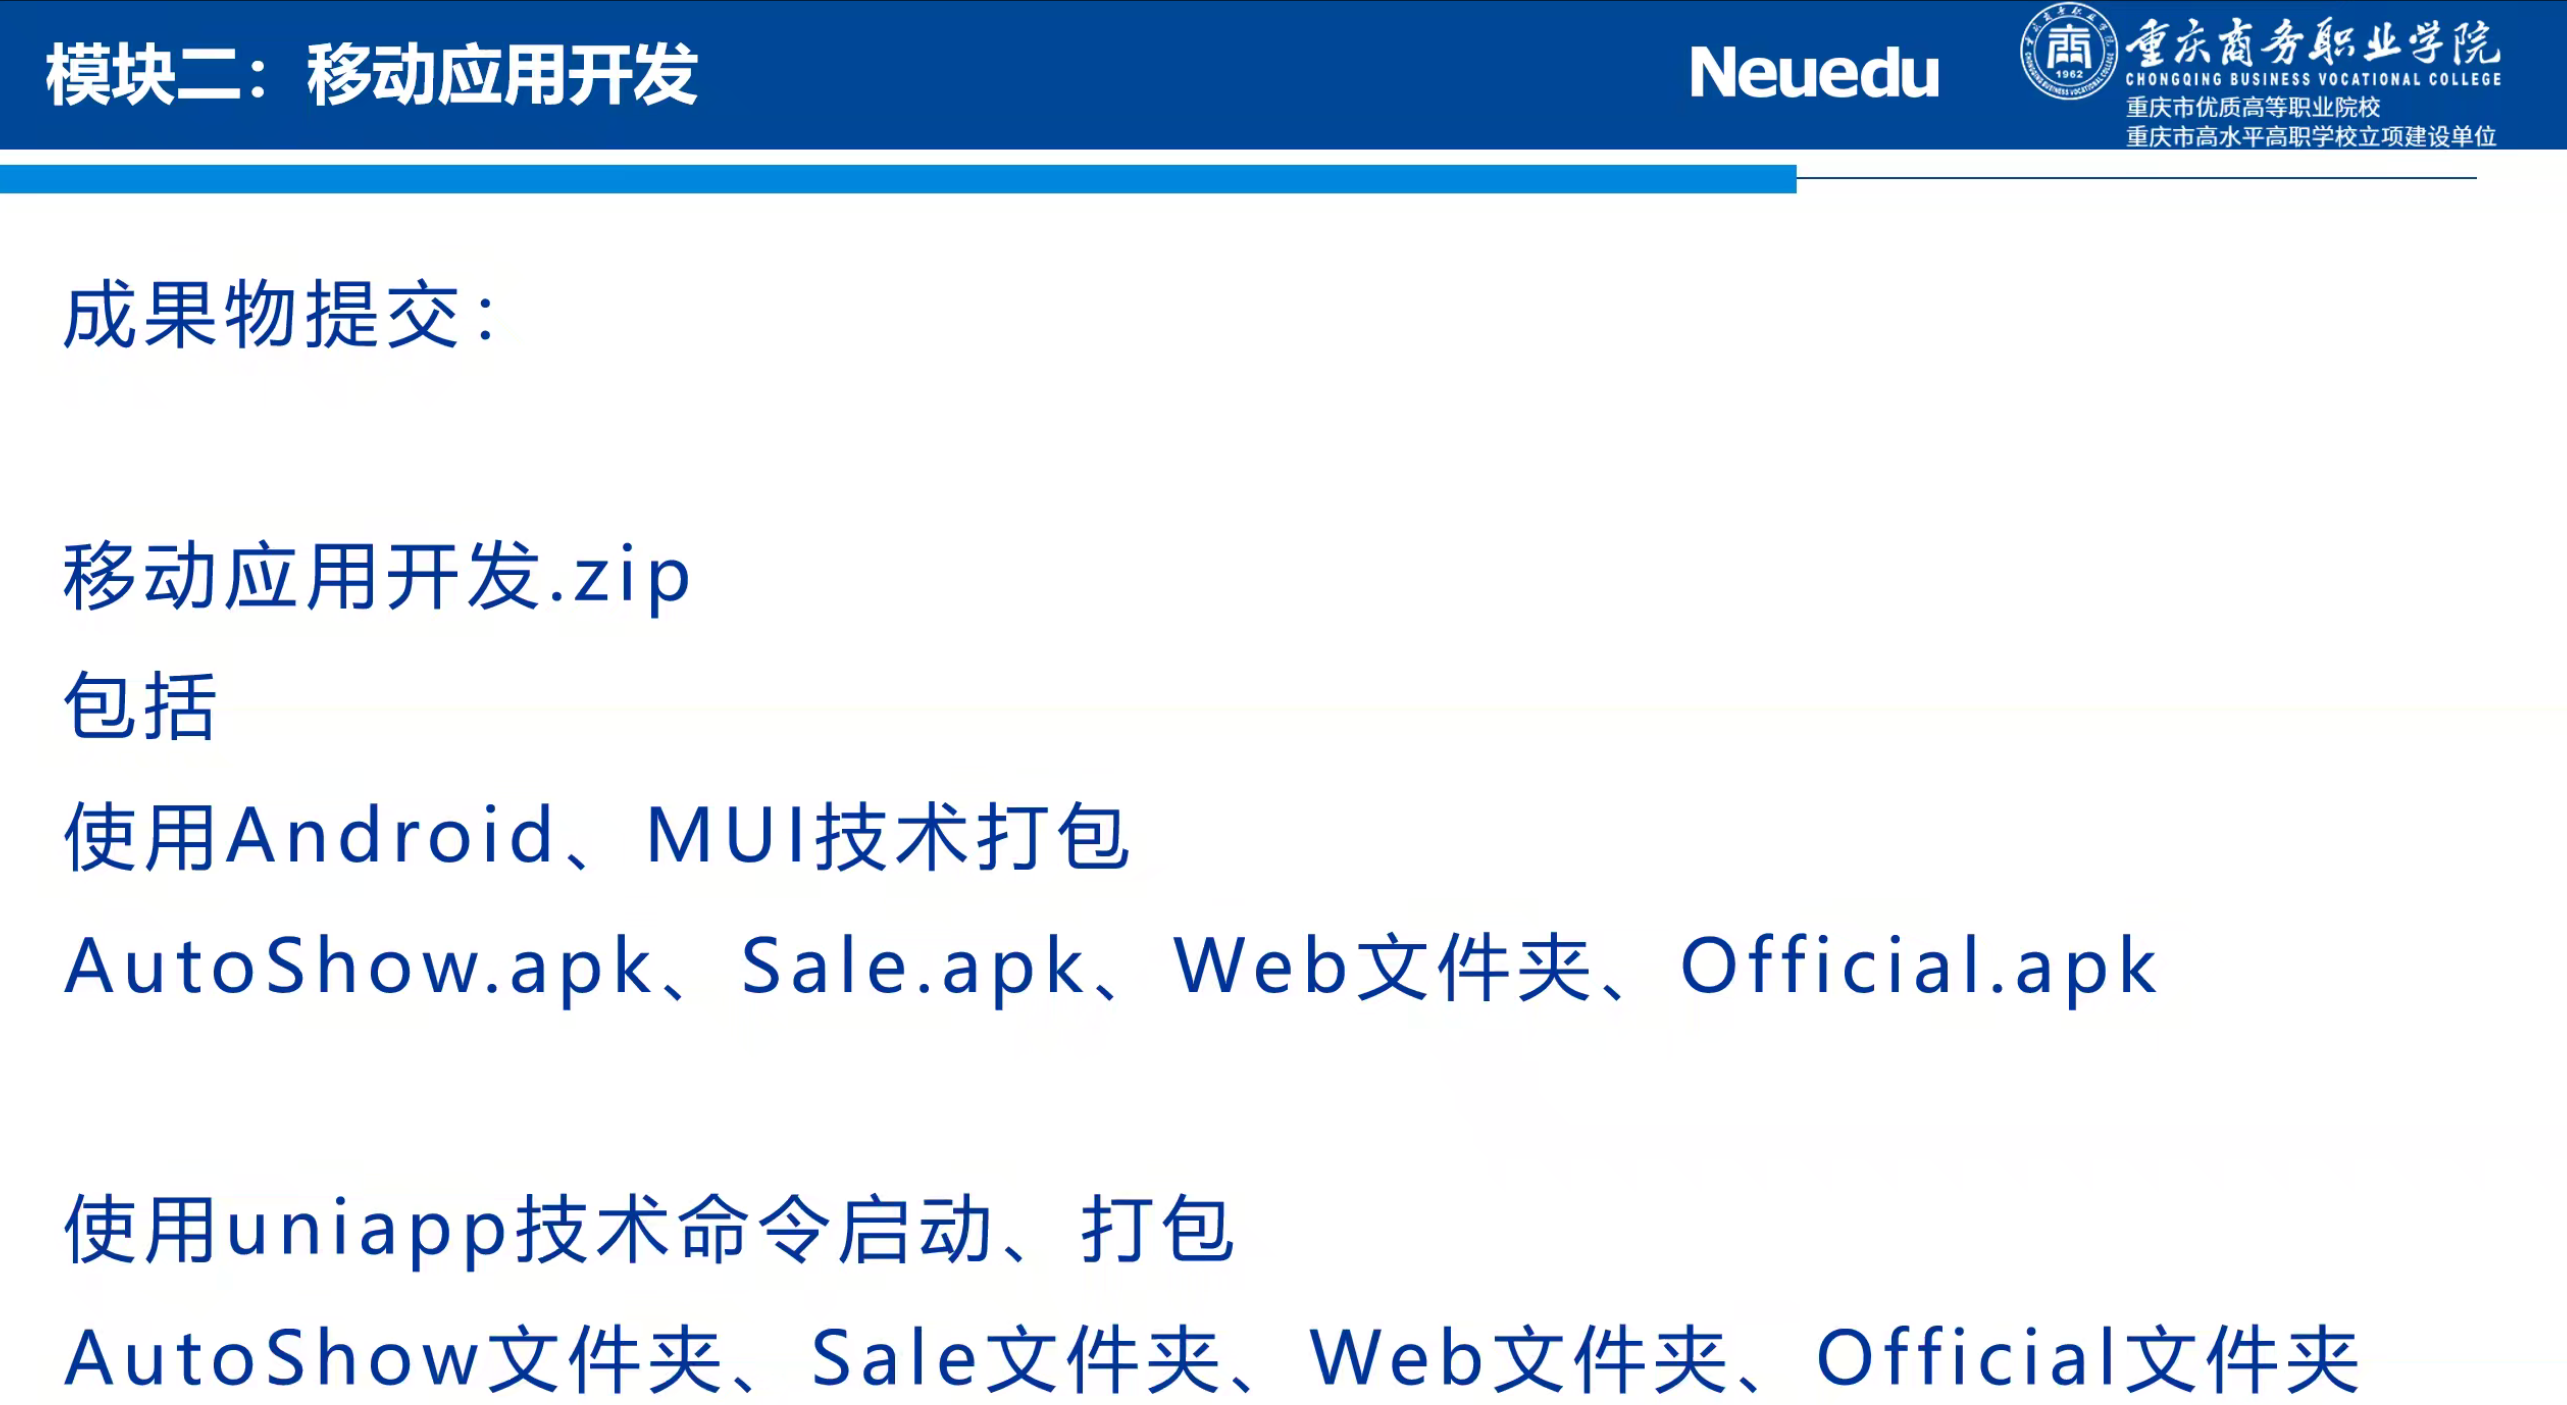 模块二：移动应用开发
Neuedu
重庆商务职业学院
CHONGQING BUSINESS VOCATIONAL COLLEGE
重庆市优质高等职业院校
重庆市高水平高职学校立项建设单位
1962
成果物提交：
移动应用开发.zip
包括
使用Android、MUI技术打包
AutoShow.apk、Sale.apk、Web文件夹、Official.apk
使用uniapp技术命令启动、打包
AutoShow文件夹、Sale文件夹、Web文件夹、Official文件夹